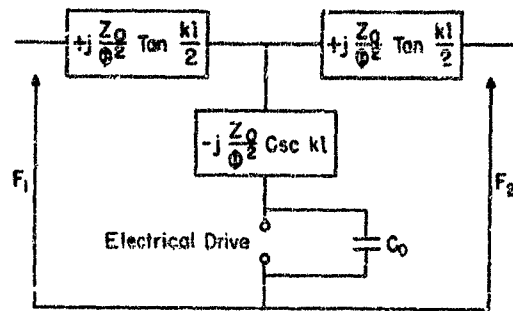 +j Z0/Φ² Tan kl/2
+j Z0/Φ² Tan kl/2
-j Z0/Φ² Csc kl
F1
F2
Electrical Drive
C0